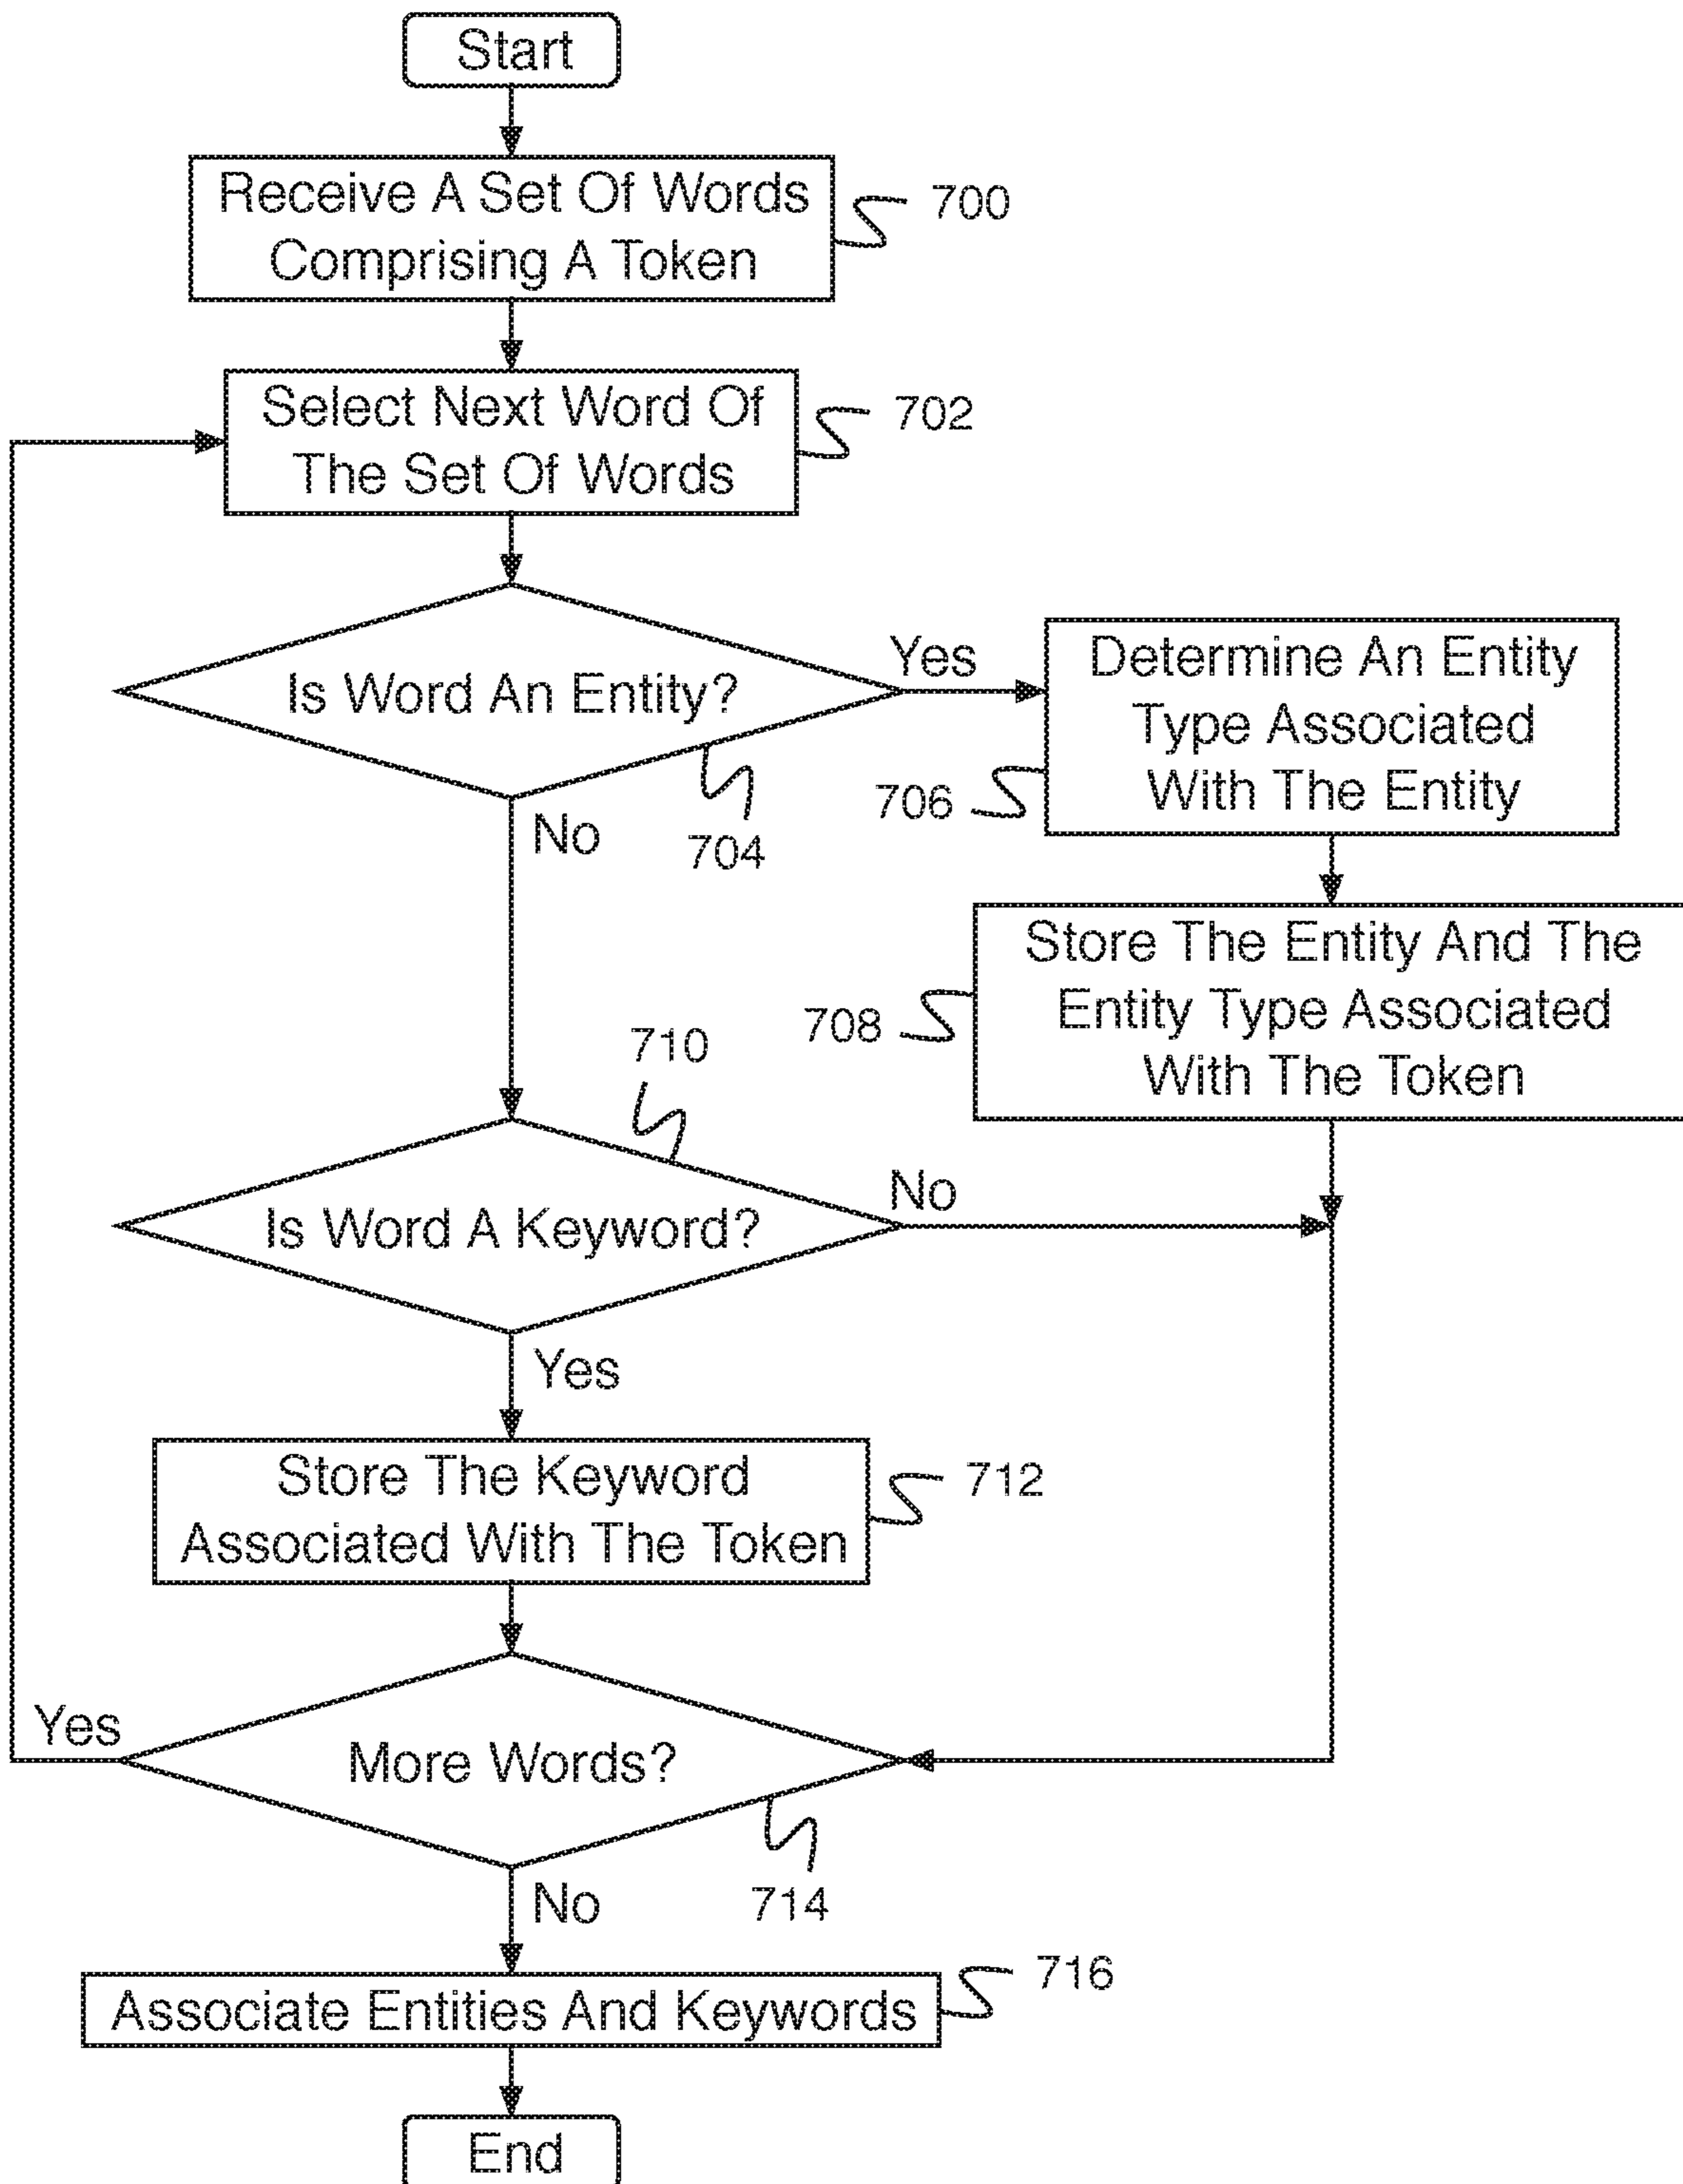 Start
Receive A Set Of Words
Comprising A Token
700
Select Next Word Of
The Set Of Words
702
Is Word An Entity?
Yes
No
704
Determine An Entity
Type Associated
With The Entity
706
Store The Entity And The
Entity Type Associated
With The Token
708
710
Is Word A Keyword?
No
Yes
Store The Keyword
Associated With The Token
712
More Words?
Yes
No
714
Associate Entities And Keywords
716
End